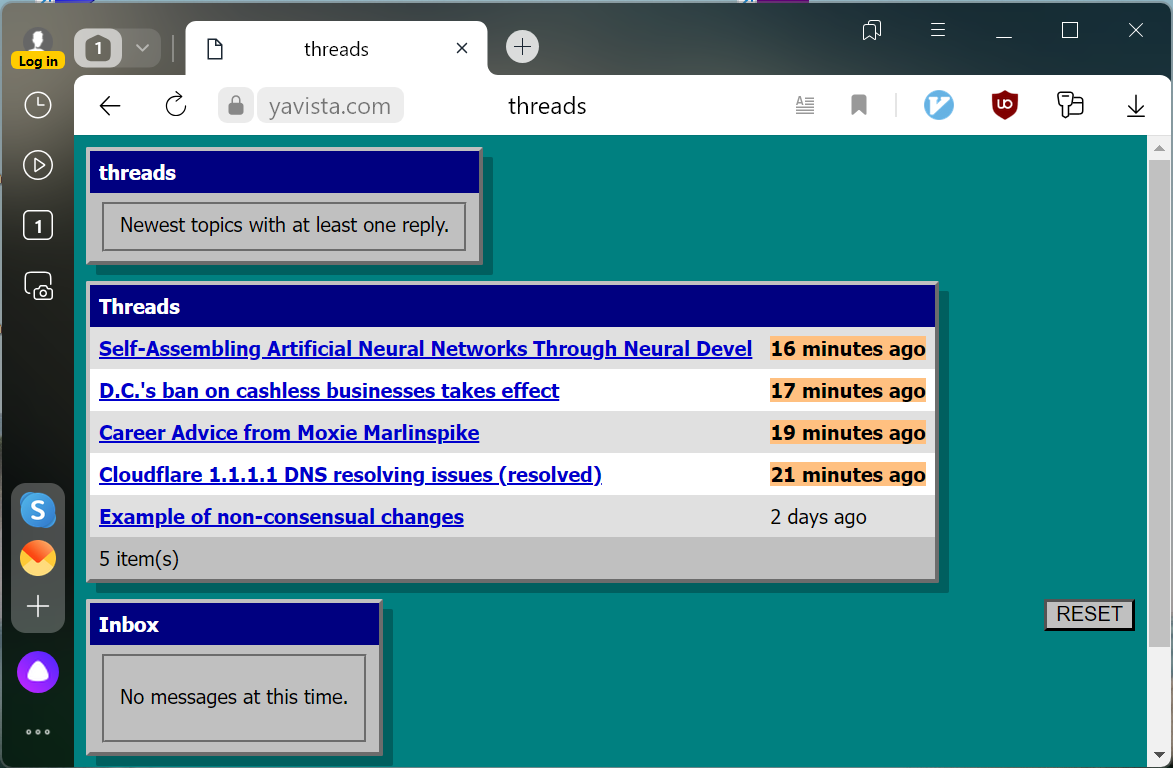 1
threads
Log in
yavista.com
threads
A
V
uo
threads
Newest topics with at least one reply.
1
Threads
Self-Assembling Artificial Neural Networks Through Neural Devel 16 minutes ago
D.C.'s ban on cashless businesses takes effect 17 minutes ago
Career Advice from Moxie Marlinspike 19 minutes ago
Cloudflare 1.1.1.1 DNS resolving issues (resolved) 21 minutes ago
S
Example of non-consensual changes 2 days ago
5 item(s)
Inbox
RESET
No messages at this time.